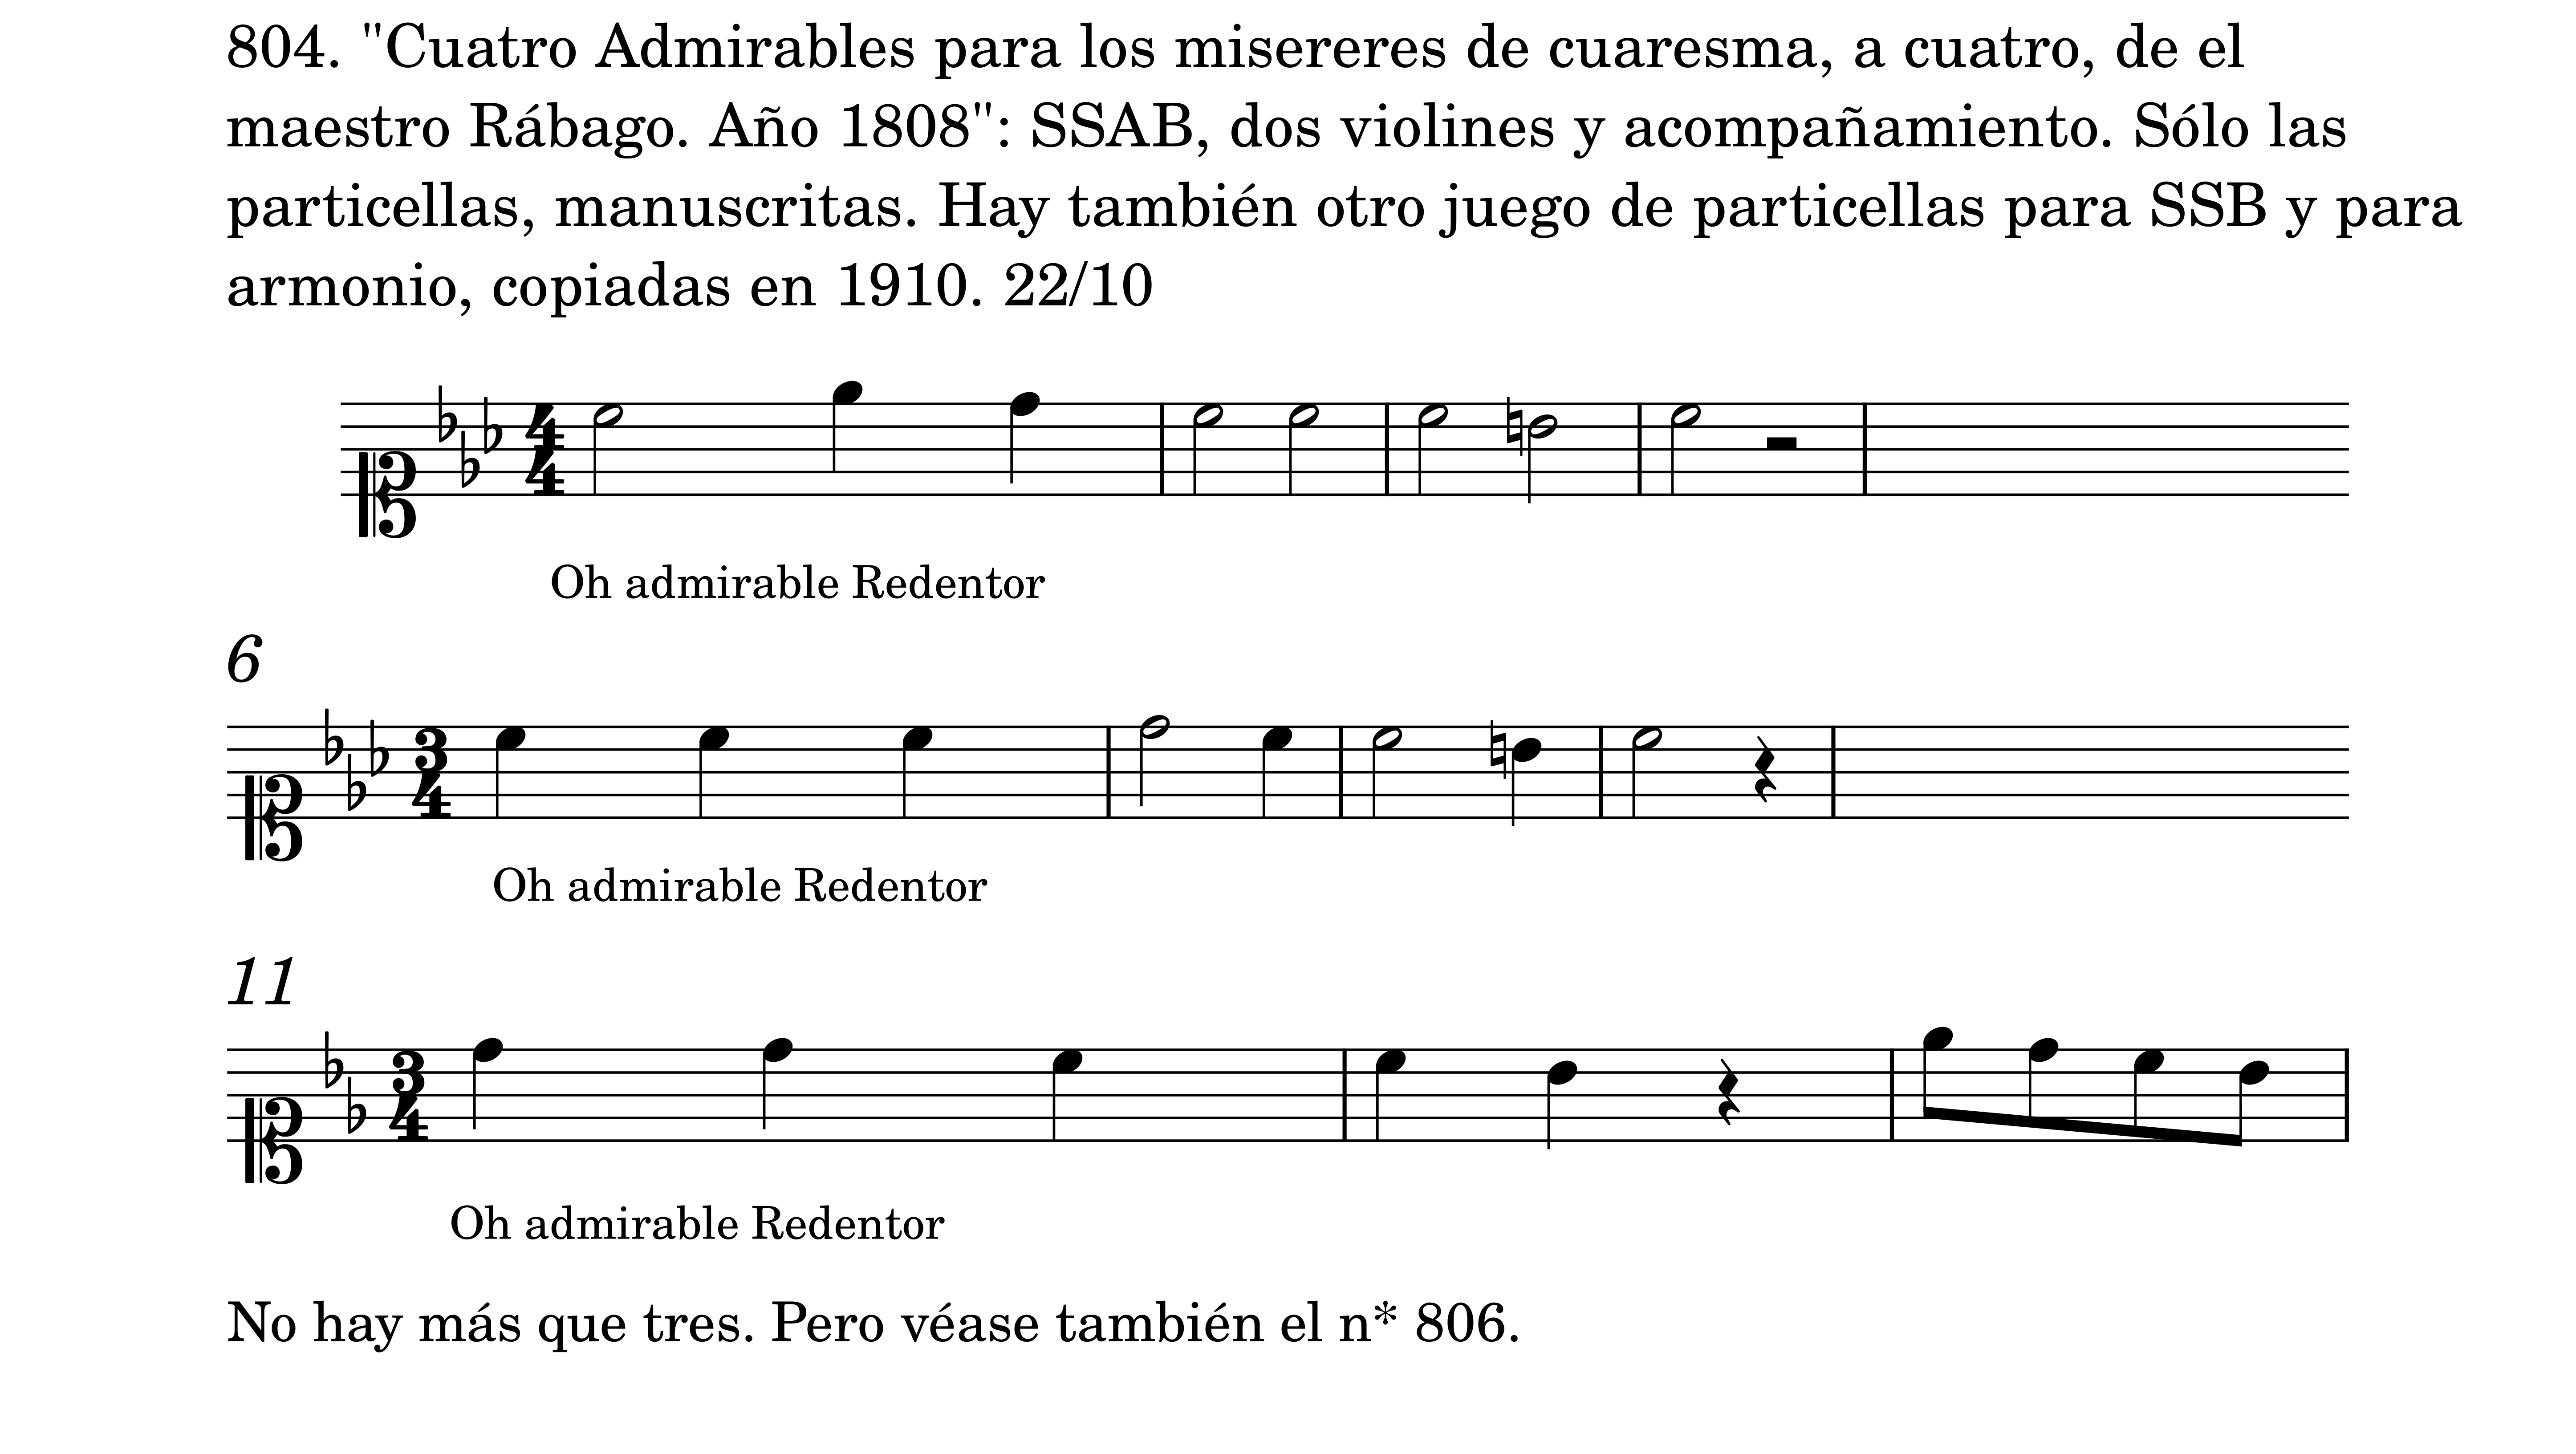 804. "Cuatro Admirables para los misereres de cuaresma, a cuatro, de el
maestro Rábago. Año 1808": SSAB, dos violines y acompañamiento. Sólo las
particellas, manuscritas. Hay también otro juego de particellas para SSB y para
armonio, copiadas en 1910. 22/10
4
4
Oh admirable Redentor
6
3
4
Oh admirable Redentor
11
3
4
Oh admirable Redentor
No hay más que tres. Pero véase también el n* 806.